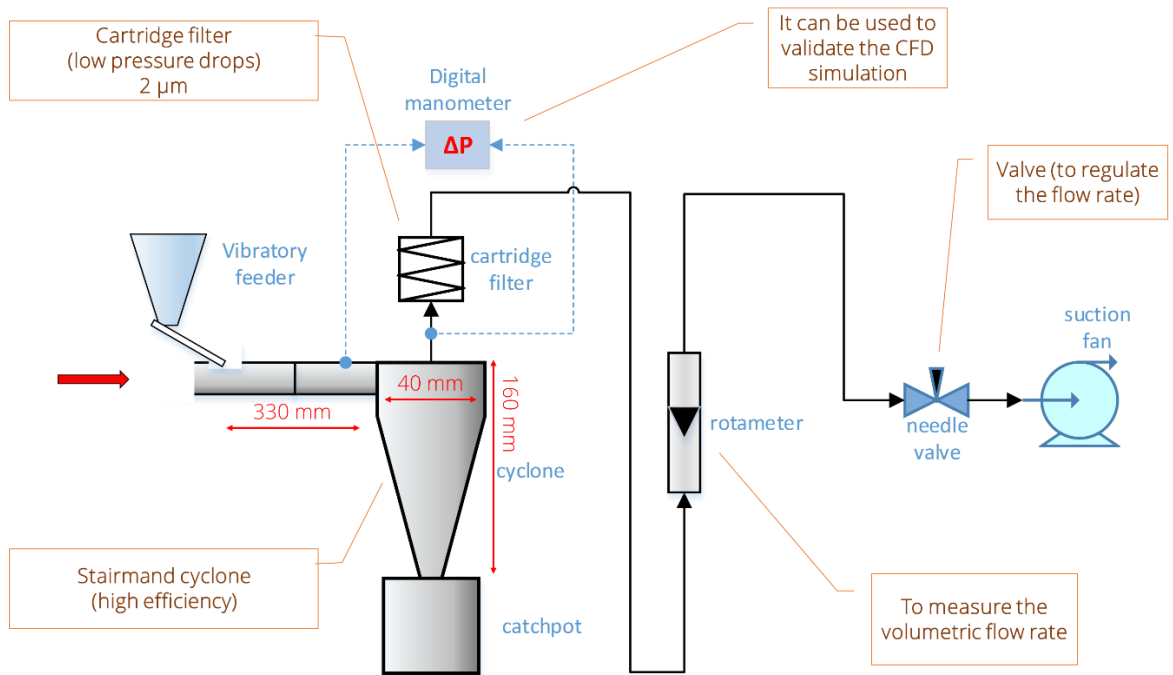 Cartridge filter
(low pressure drops)
2 µm
It can be used to
validate the CFD
simulation
Digital
manometer
ΔP
Valve (to regulate
the flow rate)
Vibratory
feeder
cartridge
filter
suction
fan
40 mm
160 mm
330 mm
rotameter
needle
valve
cyclone
Stairmand cyclone
(high efficiency)
catchpot
To measure the
volumetric flow rate